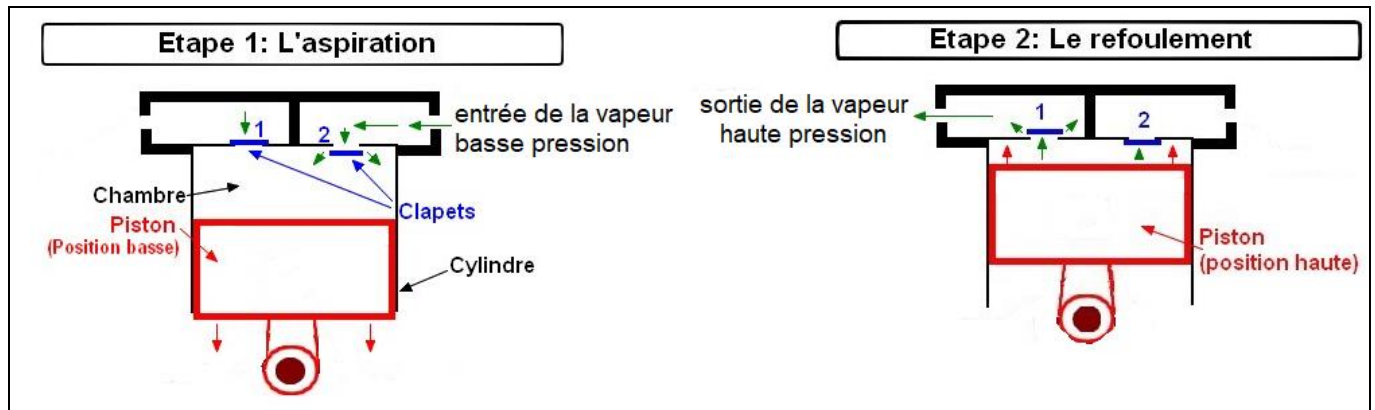 Etape 1: L'aspiration
1
2
entrée de la vapeur
basse pression
Chambre
Clapets
Piston
(Position basse)
Cylindre
Etape 2: Le refoulement
sortie de la vapeur
haute pression
1
2
Piston
(position haute)